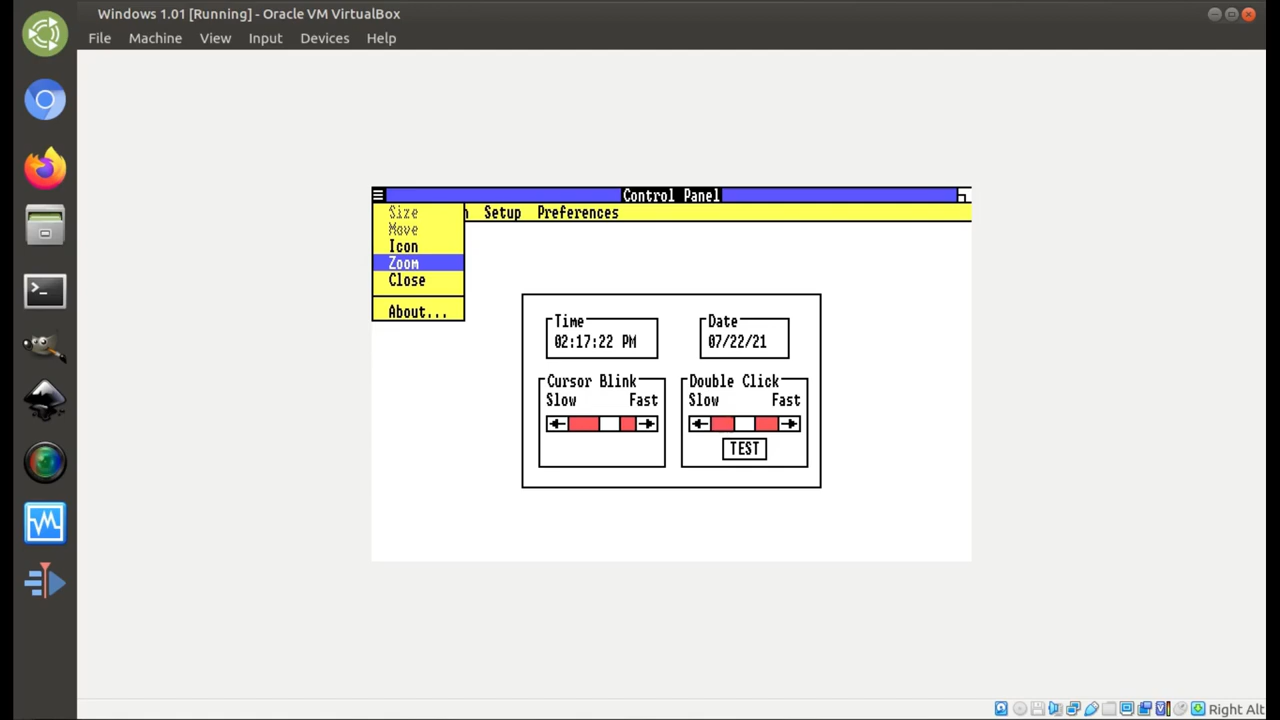 Windows 1.01 [Running] - Oracle VM VirtualBox
File Machine View Input Devices Help
Control Panel
Setup Preferences
Size
Move
Icon
Zoom
Close
About...
Time
02:17:22 PM
Date
07/22/21
Cursor Blink
Slow Fast
Double Click
Slow Fast
TEST
Right Alt